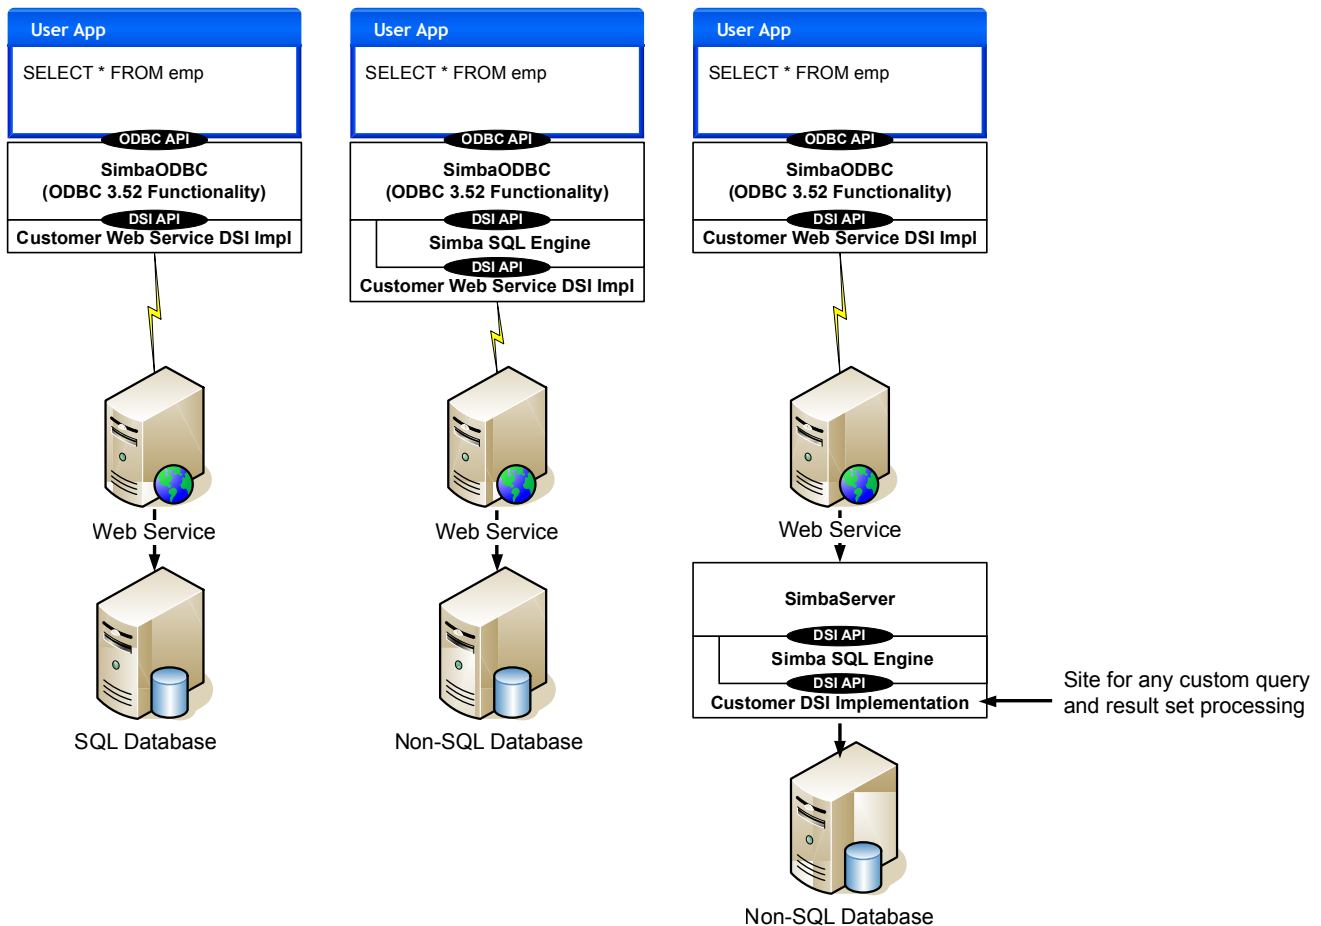 User App
SELECT * FROM emp
ODBC API
SimbaODBC
(ODBC 3.52 Functionality)
DSI API
Customer Web Service DSI Impl
Web Service
SQL Database
User App
SELECT * FROM emp
ODBC API
SimbaODBC
(ODBC 3.52 Functionality)
DSI API
Simba SQL Engine
DSI API
Customer Web Service DSI Impl
Web Service
Non-SQL Database
User App
SELECT * FROM emp
ODBC API
SimbaODBC
(ODBC 3.52 Functionality)
DSI API
Customer Web Service DSI Impl
Web Service
SimbaServer
DSI API
Simba SQL Engine
DSI API
Customer DSI Implementation
Site for any custom query
and result set processing
Non-SQL Database